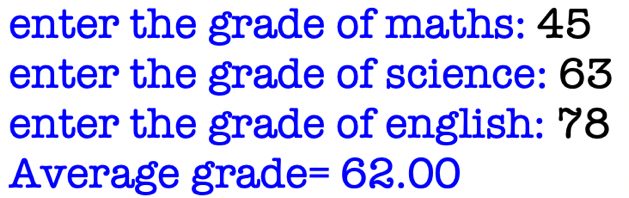 enter the grade of maths: 45
enter the grade of science: 63
enter the grade of english: 78
Average grade= 62.00